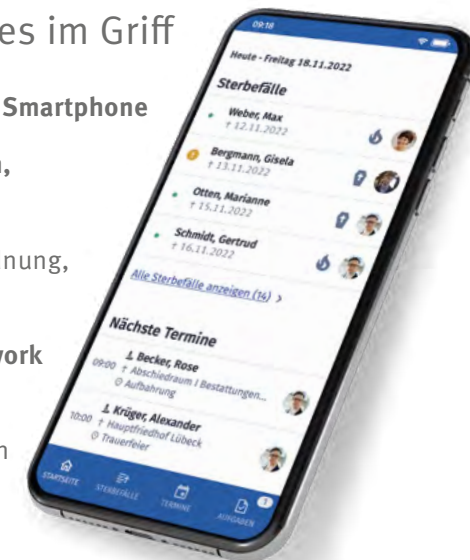 es im Griff
Smartphone
nung,
work
09:18
Heute - Freitag 18.11.2022
Sterbefälle
Weber, Max
† 12.11.2022
Bergmann, Gisela
† 13.11.2022
Otten, Marianne
† 15.11.2022
Schmidt, Gertrud
† 16.11.2022
Alle Sterbefälle anzeigen (14) >
Nächste Termine
Becker, Rose
09:00 † Abschiedraum I Bestattungen...
Aufbahrung
Krüger, Alexander
10:00 † Hauptfriedhof Lübeck
Trauerfeier
STARTSEITE STERBEFÄLLE TERMINE AUFGABEN